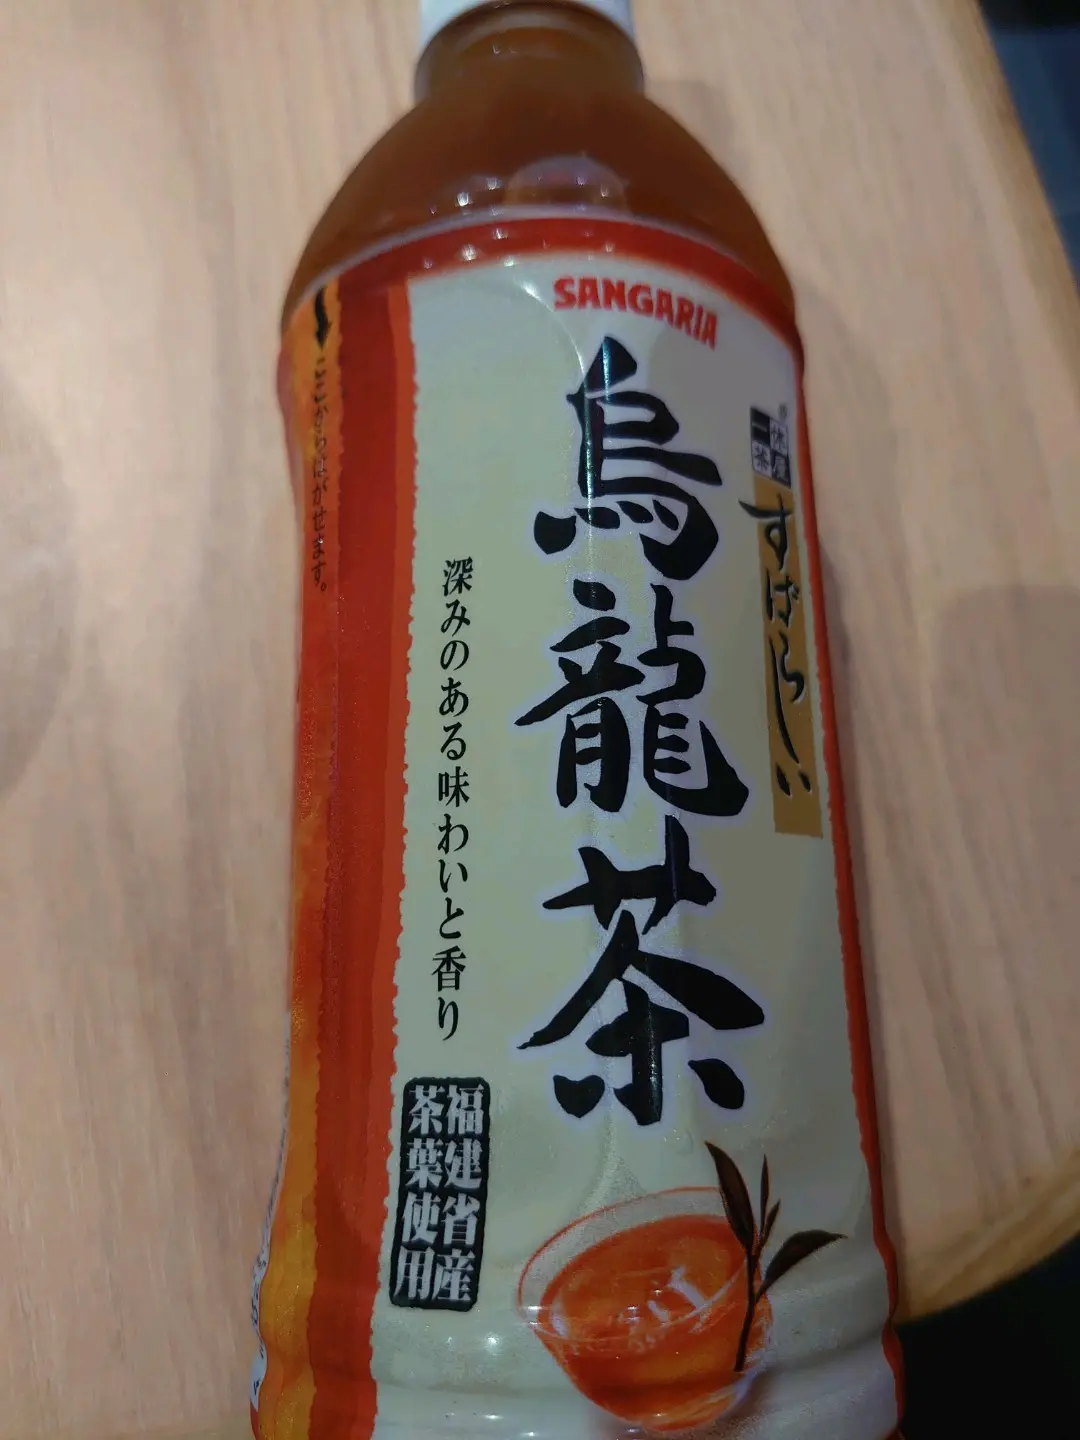 SANGARIA
一休茶屋
すばらしい
烏龍茶
深みのある味わいと香り
福建省産
茶葉使用
ここからはがせます。